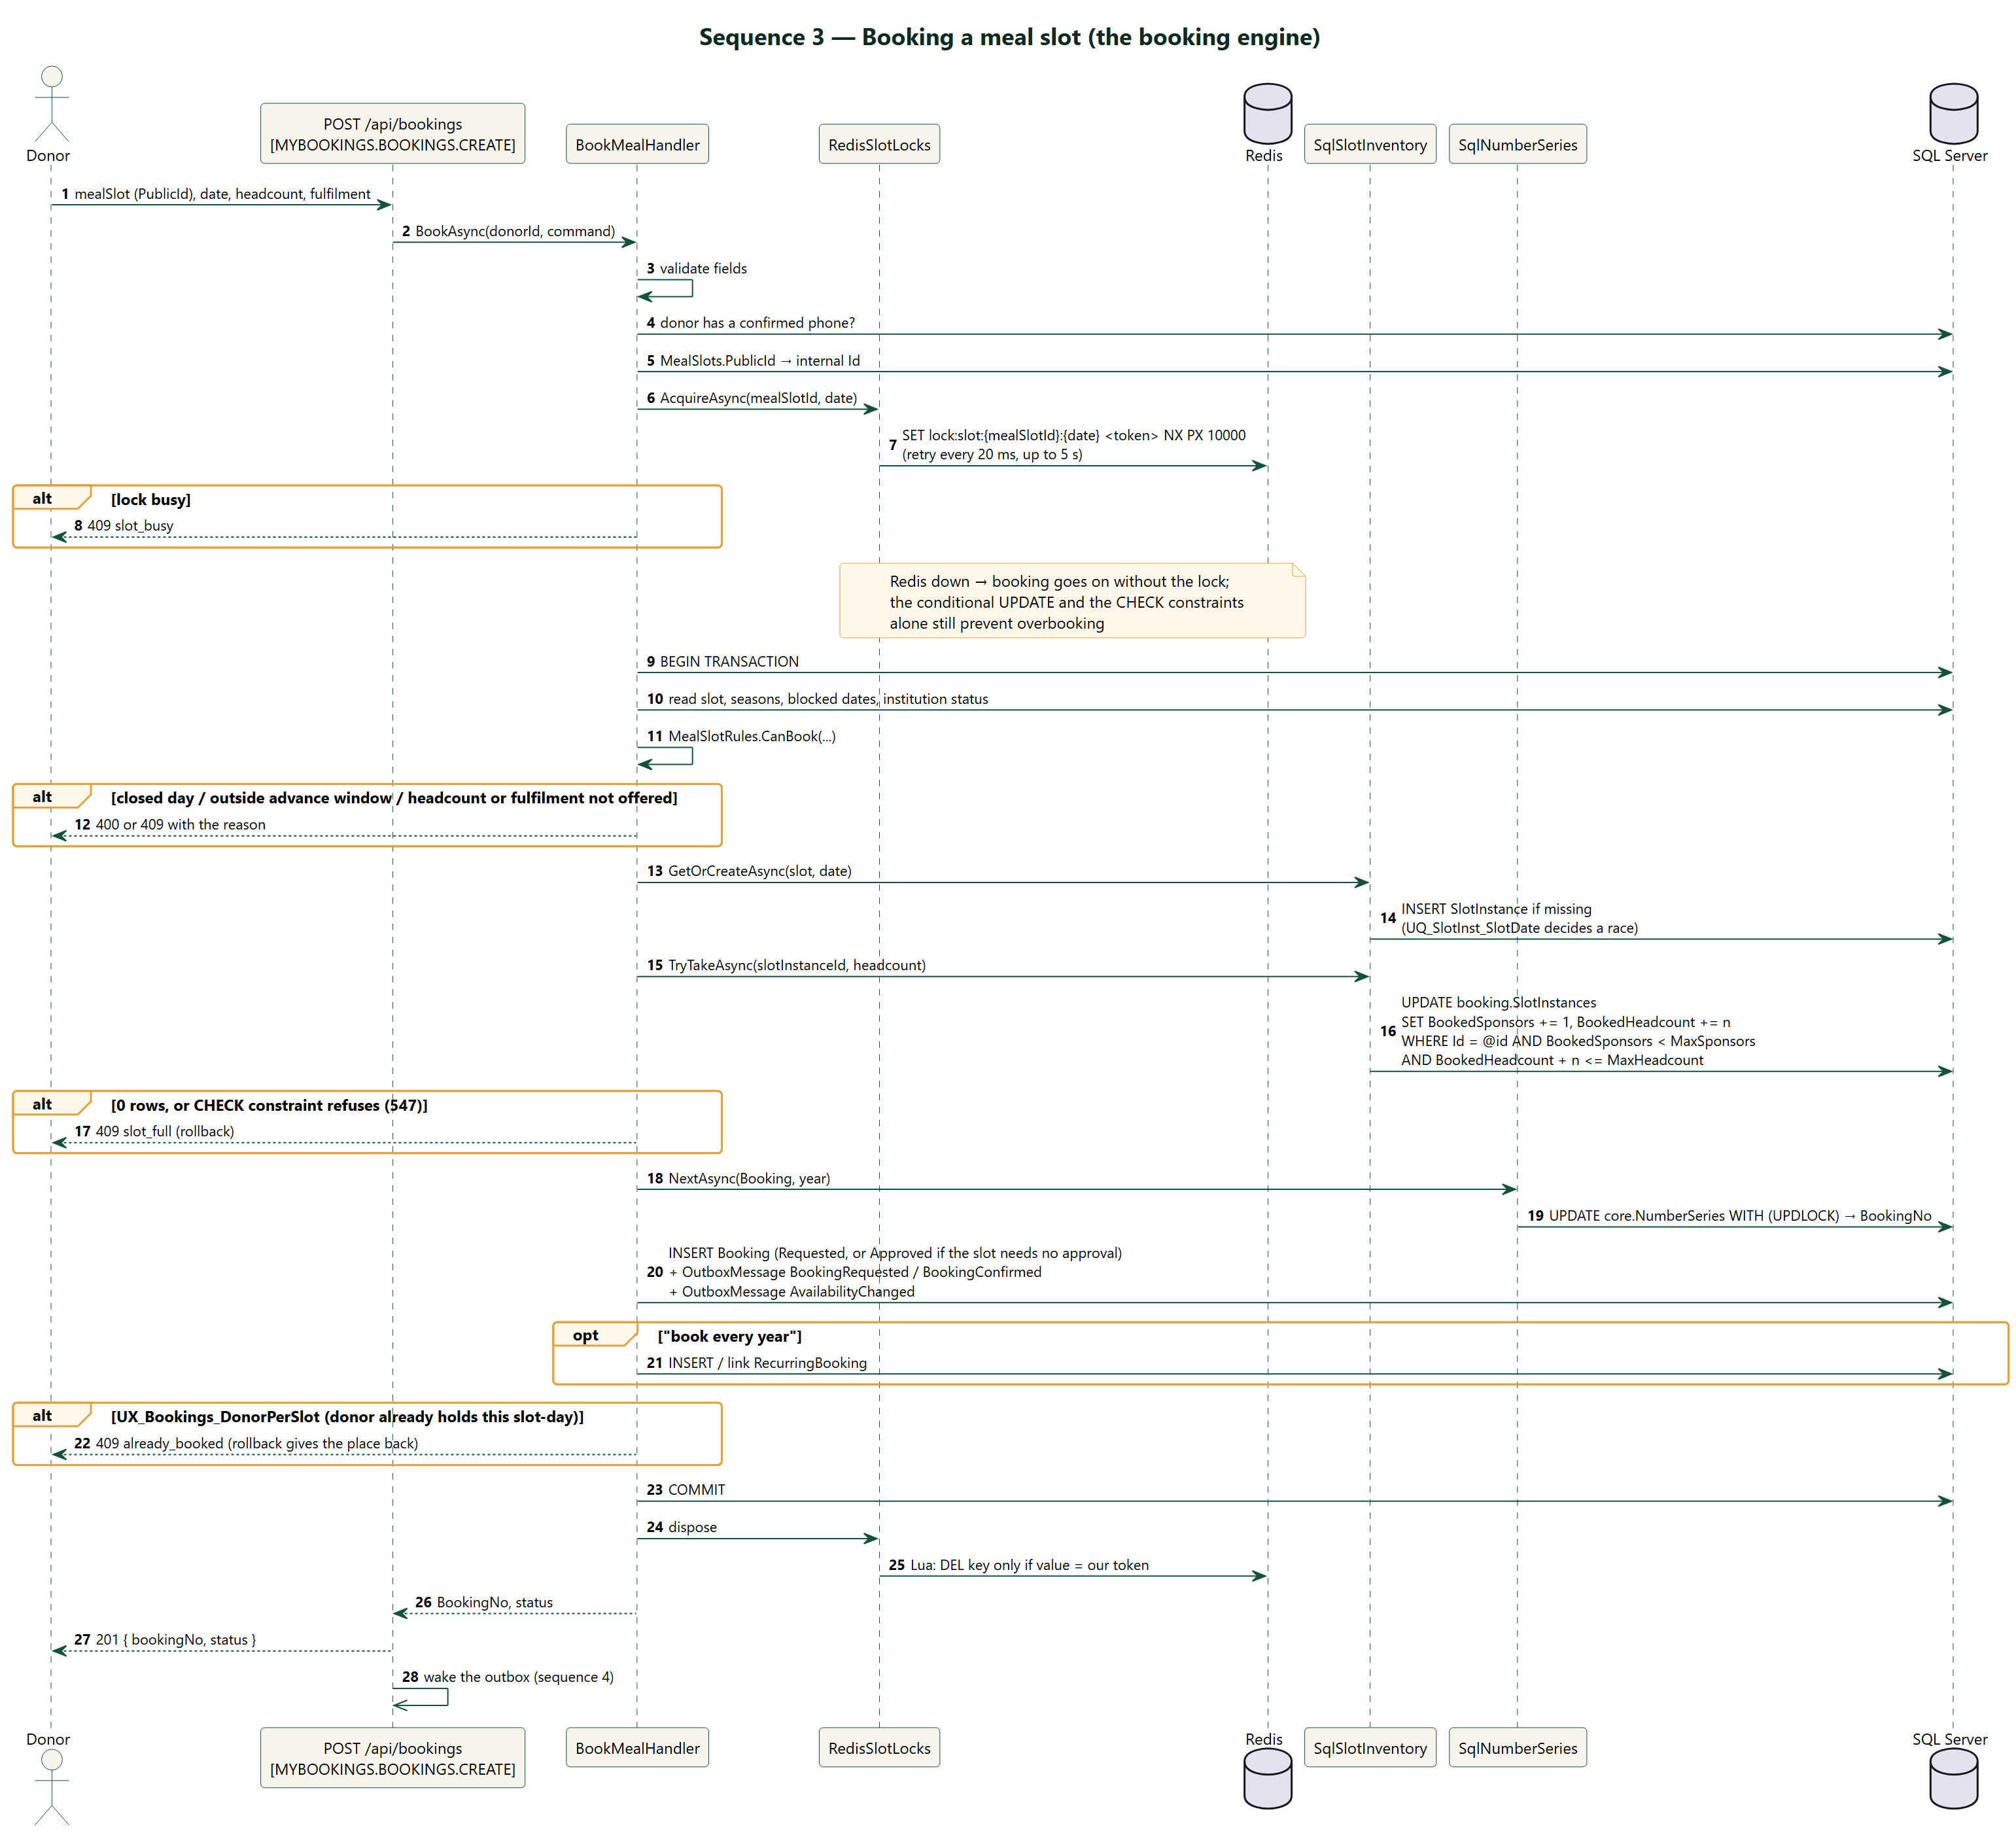 Sequence 3 — Booking a meal slot (the booking engine)
Donor
POST /api/bookings
[MYBOOKINGS.BOOKINGS.CREATE]
BookMealHandler
RedisSlotLocks
Redis
SqlSlotInventory
SqlNumberSeries
SQL Server
1 mealSlot (PublicId), date, headcount, fulfilment
2 BookAsync(donorId, command)
3 validate fields
4 donor has a confirmed phone?
5 MealSlots.PublicId → internal Id
6 AcquireAsync(mealSlotId, date)
7 SET lock:slot:{mealSlotId}:{date} <token> NX PX 10000
(retry every 20 ms, up to 5 s)
alt [lock busy]
8 409 slot_busy
Redis down → booking goes on without the lock;
the conditional UPDATE and the CHECK constraints
alone still prevent overbooking
9 BEGIN TRANSACTION
10 read slot, seasons, blocked dates, institution status
11 MealSlotRules.CanBook(...)
alt [closed day / outside advance window / headcount or fulfilment not offered]
12 400 or 409 with the reason
13 GetOrCreateAsync(slot, date)
14 INSERT SlotInstance if missing
(UQ_SlotInst_SlotDate decides a race)
15 TryTakeAsync(slotInstanceId, headcount)
UPDATE booking.SlotInstances
16 SET BookedSponsors += 1, BookedHeadcount += n
WHERE Id = @id AND BookedSponsors < MaxSponsors
AND BookedHeadcount + n <= MaxHeadcount
alt [0 rows, or CHECK constraint refuses (547)]
17 409 slot_full (rollback)
18 NextAsync(Booking, year)
19 UPDATE core.NumberSeries WITH (UPDLOCK) → BookingNo
INSERT Booking (Requested, or Approved if the slot needs no approval)
20 + OutboxMessage BookingRequested / BookingConfirmed
+ OutboxMessage AvailabilityChanged
opt ["book every year"]
21 INSERT / link RecurringBooking
alt [UX_Bookings_DonorPerSlot (donor already holds this slot-day)]
22 409 already_booked (rollback gives the place back)
23 COMMIT
24 dispose
25 Lua: DEL key only if value = our token
26 BookingNo, status
27 201 { bookingNo, status }
28 wake the outbox (sequence 4)
Donor
POST /api/bookings
[MYBOOKINGS.BOOKINGS.CREATE]
BookMealHandler
RedisSlotLocks
Redis
SqlSlotInventory
SqlNumberSeries
SQL Server